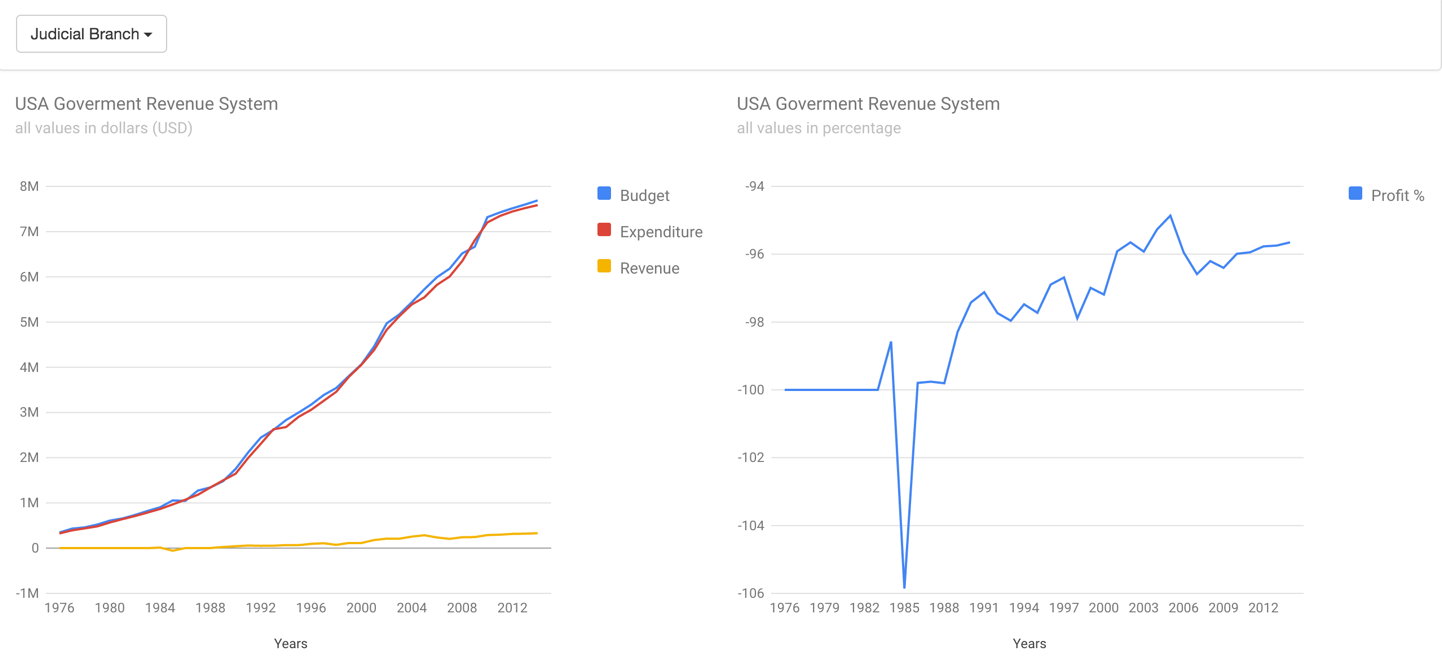 Judicial Branch
USA Goverment Revenue System
all values in dollars (USD)
8M
7M
6M
5M
4M
3M
2M
1M
0
-1M
1976 1980 1984 1988 1992 1996 2000 2004 2008 2012
Years
Budget
Expenditure
Revenue
USA Goverment Revenue System
all values in percentage
-94
-96
-98
-100
-102
-104
-106
1976 1979 1982 1985 1988 1991 1994 1997 2000 2003 2006 2009 2012
Years
Profit %